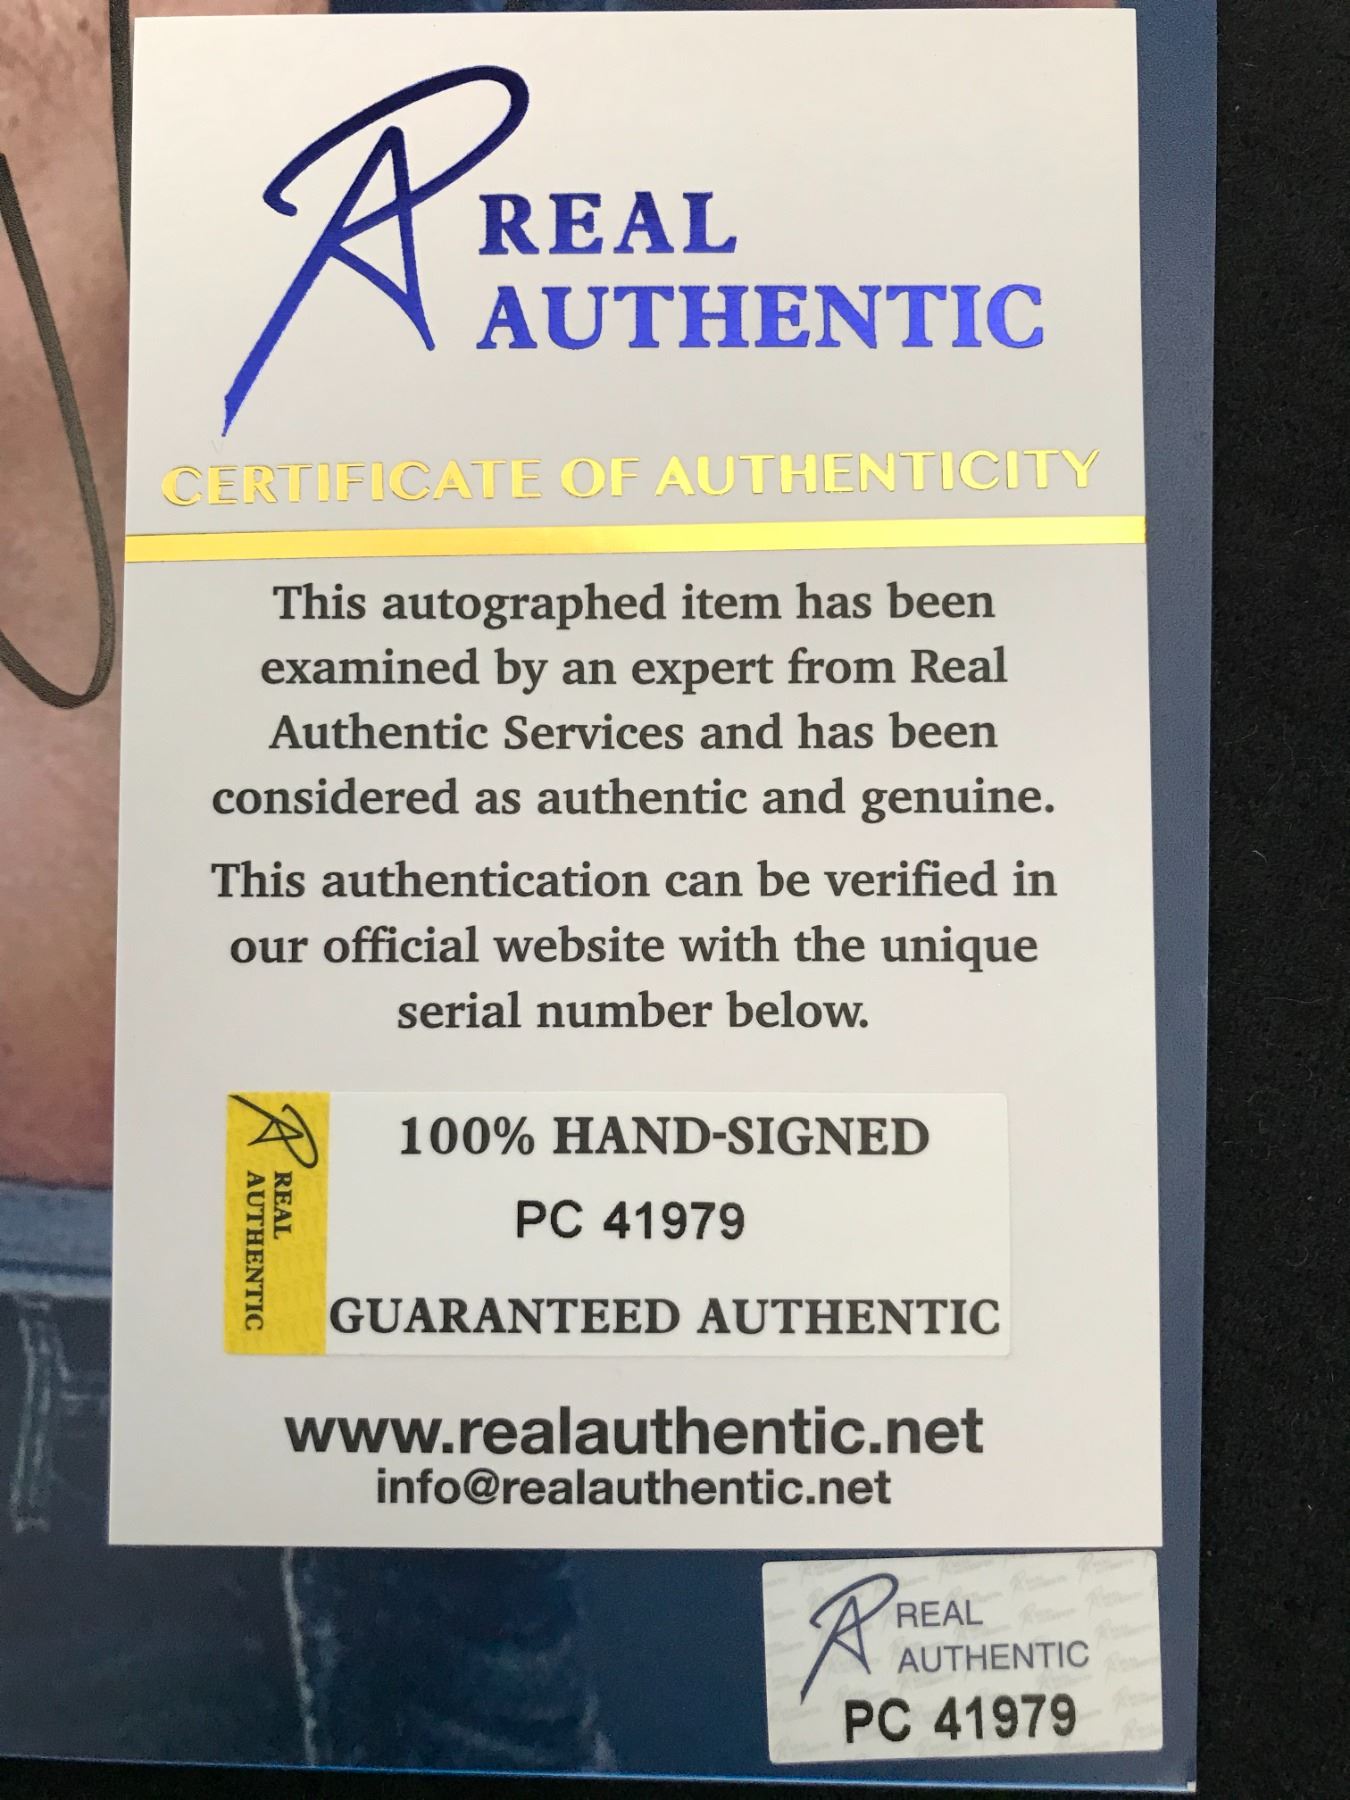 REAL
AUTHENTIC
CERTIFICATE OF AUTHENTICITY
This autographed item has been
examined by an expert from Real
Authentic Services and has been
considered as authentic and genuine.
This authentication can be verified in
our official website with the unique
serial number below.
REAL
AUTHENTIC
100% HAND-SIGNED
PC 41979
GUARANTEED AUTHENTIC
www.realauthentic.net
info@realauthentic.net
REAL
AUTHENTIC
PC 41979